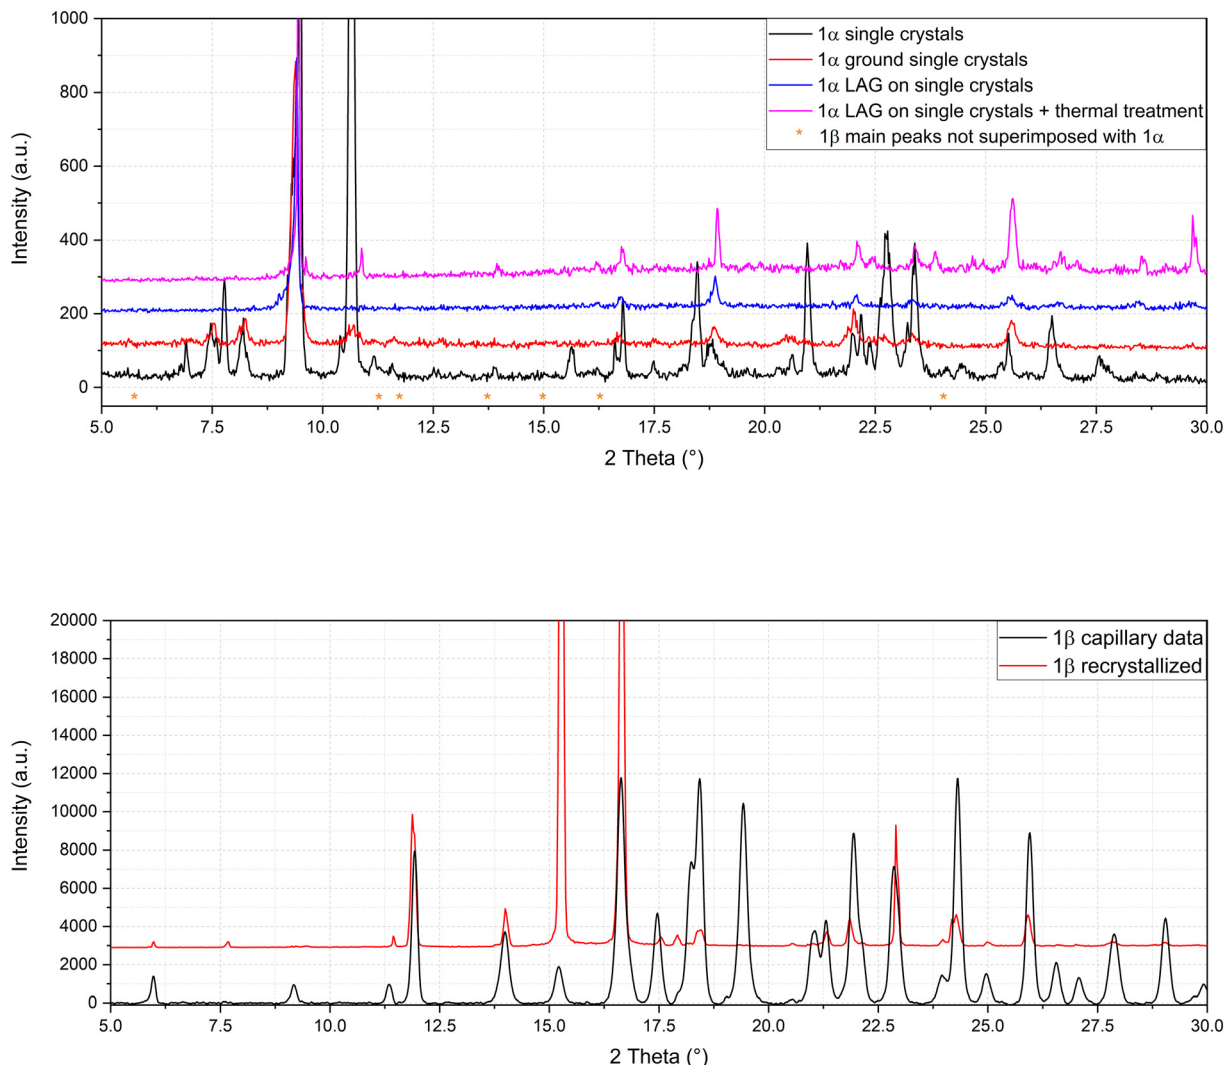 1000
800
600
400
200
0
Intensity (a.u.)
1α single crystals
1α ground single crystals
1α LAG on single crystals
1α LAG on single crystals + thermal treatment
* 1β main peaks not superimposed with 1α
* * * * * * *
5.0 7.5 10.0 12.5 15.0 17.5 20.0 22.5 25.0 27.5 30.0
2 Theta (°)
20000
18000
16000
14000
12000
10000
8000
6000
4000
2000
0
Intensity (a.u.)
1β capillary data
1β recrystallized
5.0 7.5 10.0 12.5 15.0 17.5 20.0 22.5 25.0 27.5 30.0
2 Theta (°)